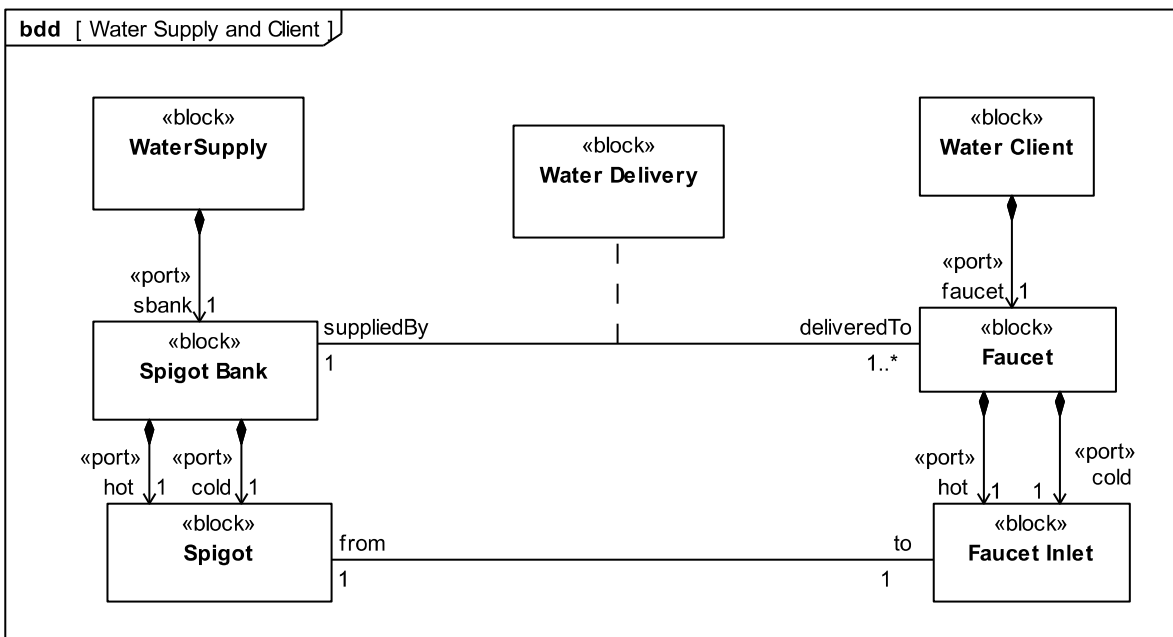 bdd [ Water Supply and Client ]
«block»
WaterSupply
«block»
Water Delivery
«block»
Water Client
«port»
sbank 1
«port»
faucet 1
«block»
Spigot Bank
suppliedBy
1
deliveredTo
1..*
«block»
Faucet
«port»
hot 1
«port»
cold 1
«port»
hot 1
«port»
cold
1
«block»
Spigot
from
1
to
1
«block»
Faucet Inlet